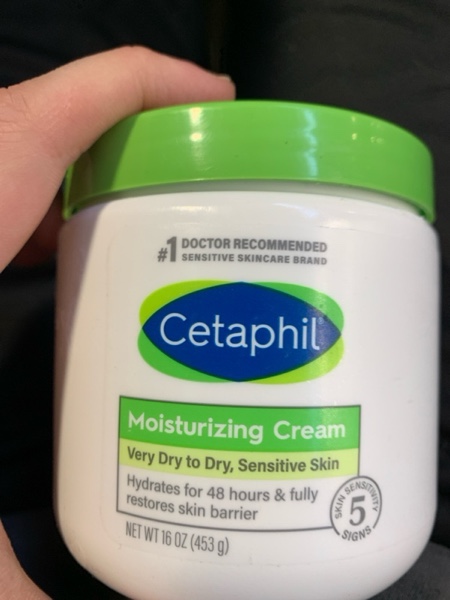 #1 DOCTOR RECOMMENDED
SENSITIVE SKINCARE BRAND
Cetaphil®
Moisturizing Cream
Very Dry to Dry, Sensitive Skin
Hydrates for 48 hours & fully
restores skin barrier
SKIN SENSITIVITY
5
SIGNS
NET WT 16 OZ (453 g)